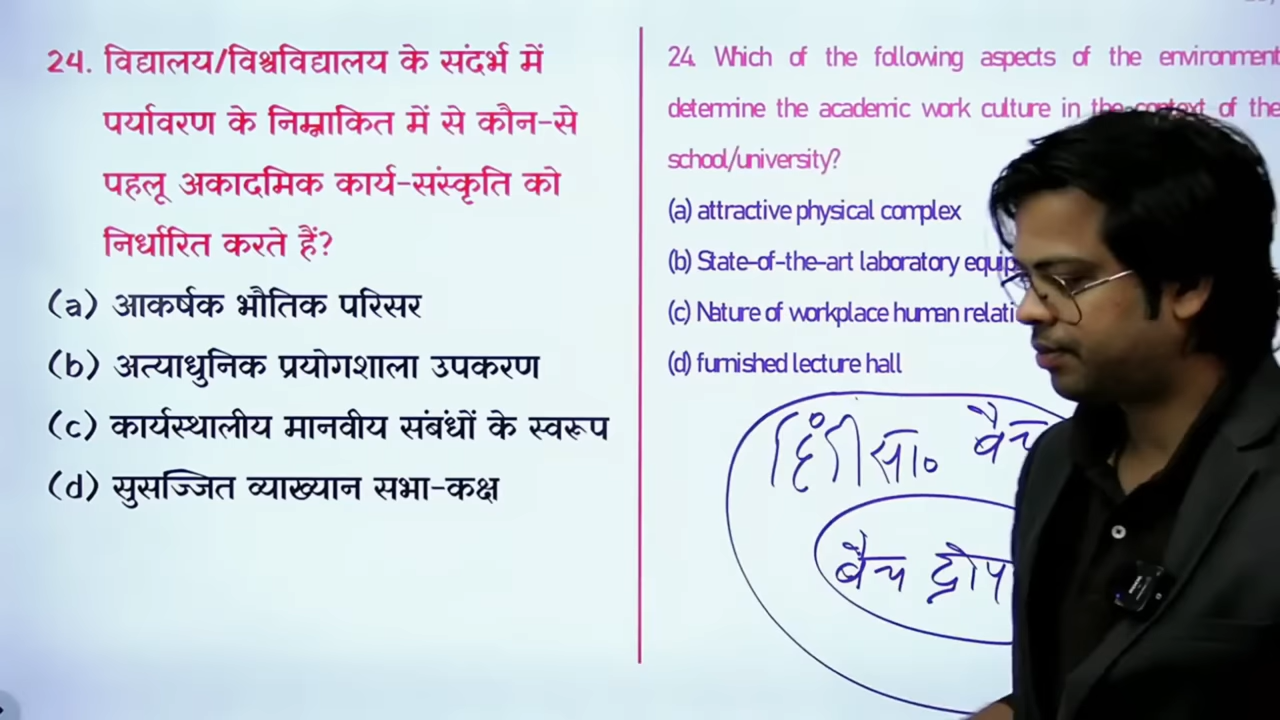 24. विद्यालय/विश्वविद्यालय के संदर्भ में
पर्यावरण के निम्नाकित में से कौन-से
पहलू अकादमिक कार्य-संस्कृति को
निर्धारित करते हैं?
(a) आकर्षक भौतिक परिसर
(b) अत्याधुनिक प्रयोगशाला उपकरण
(c) कार्यस्थालीय मानवीय संबंधों के स्वरूप
(d) सुसज्जित व्याख्यान सभा-कक्ष
24. Which of the following aspects of the environment
determine the academic work culture in the context of the
school/university?
(a) attractive physical complex
(b) State-of-the-art laboratory
(c) Nature of workplace human
(d) furnished lecture hall
बैच
बैच